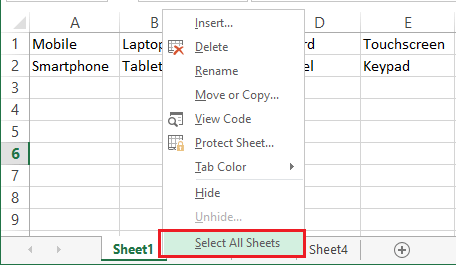 A B D E
1 Mobile Laptop rd Touchscreen
2 Smartphone Tablet el Keypad
3
4
5
6
7
8
9
Insert...
Delete
Rename
Move or Copy...
View Code
Protect Sheet...
Tab Color
Hide
Unhide...
Select All Sheets
Sheet1 Sheet4